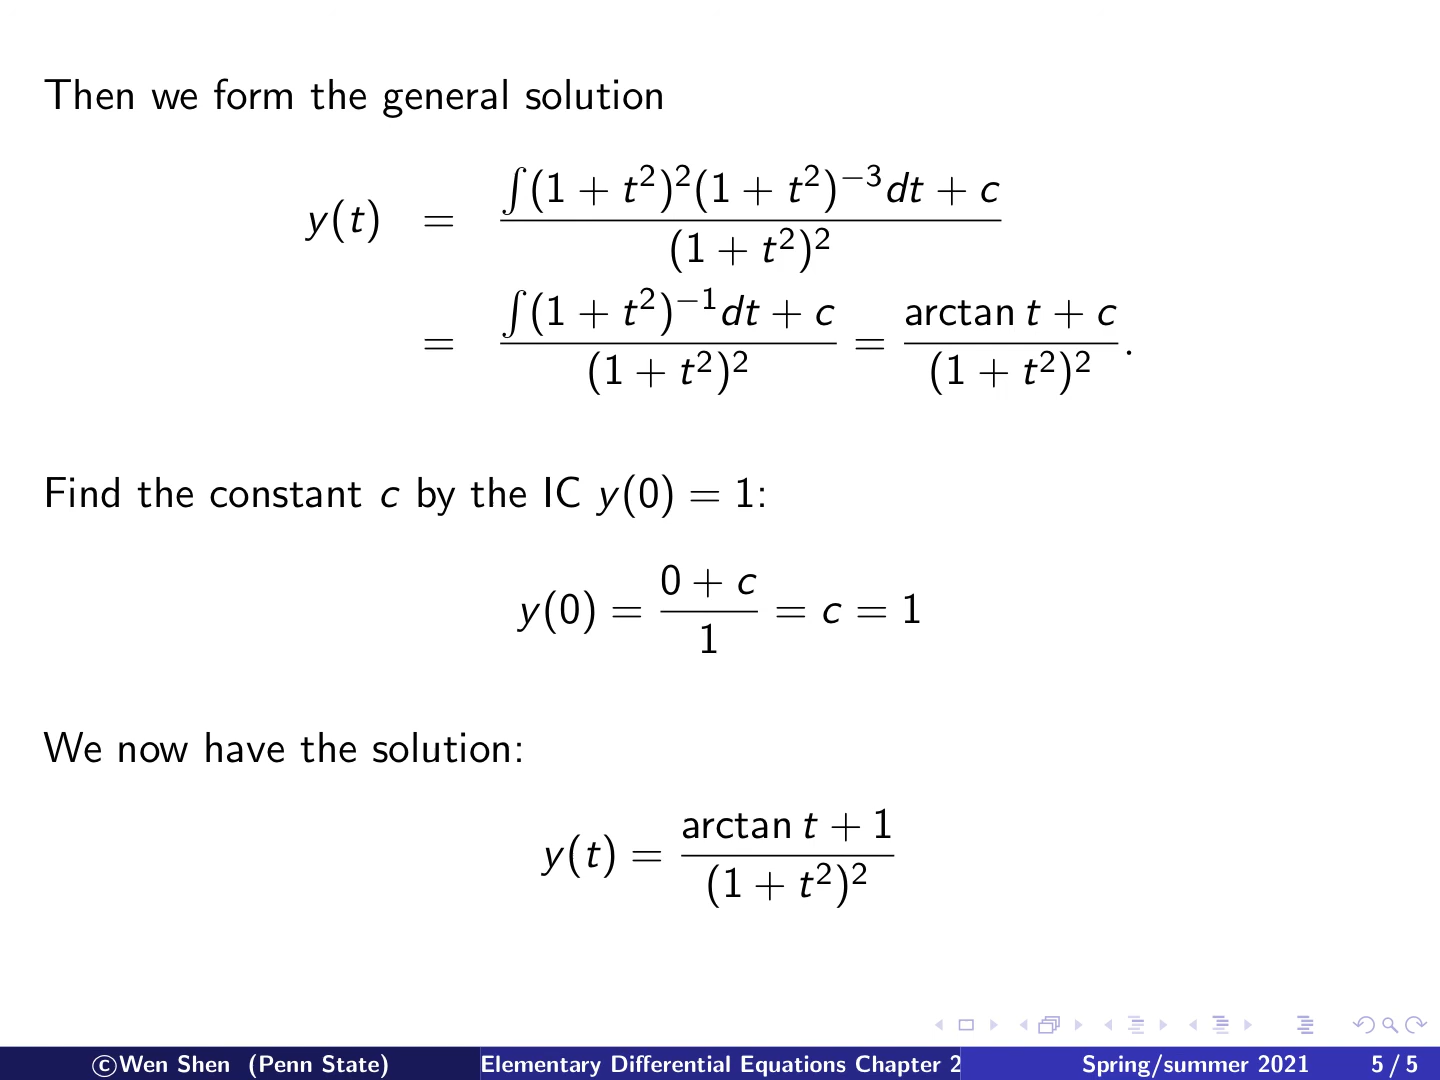 Then we form the general solution
y(t) = ∫(1 + t²)²(1 + t²)⁻³dt + c / (1 + t²)²
= ∫(1 + t²)⁻¹dt + c / (1 + t²)² = arctan t + c / (1 + t²)².
Find the constant c by the IC y(0) = 1:
y(0) = 0 + c / 1 = c = 1
We now have the solution:
y(t) = arctan t + 1 / (1 + t²)²
©Wen Shen (Penn State) Elementary Differential Equations Chapter 2 Spring/summer 2021 5 / 5